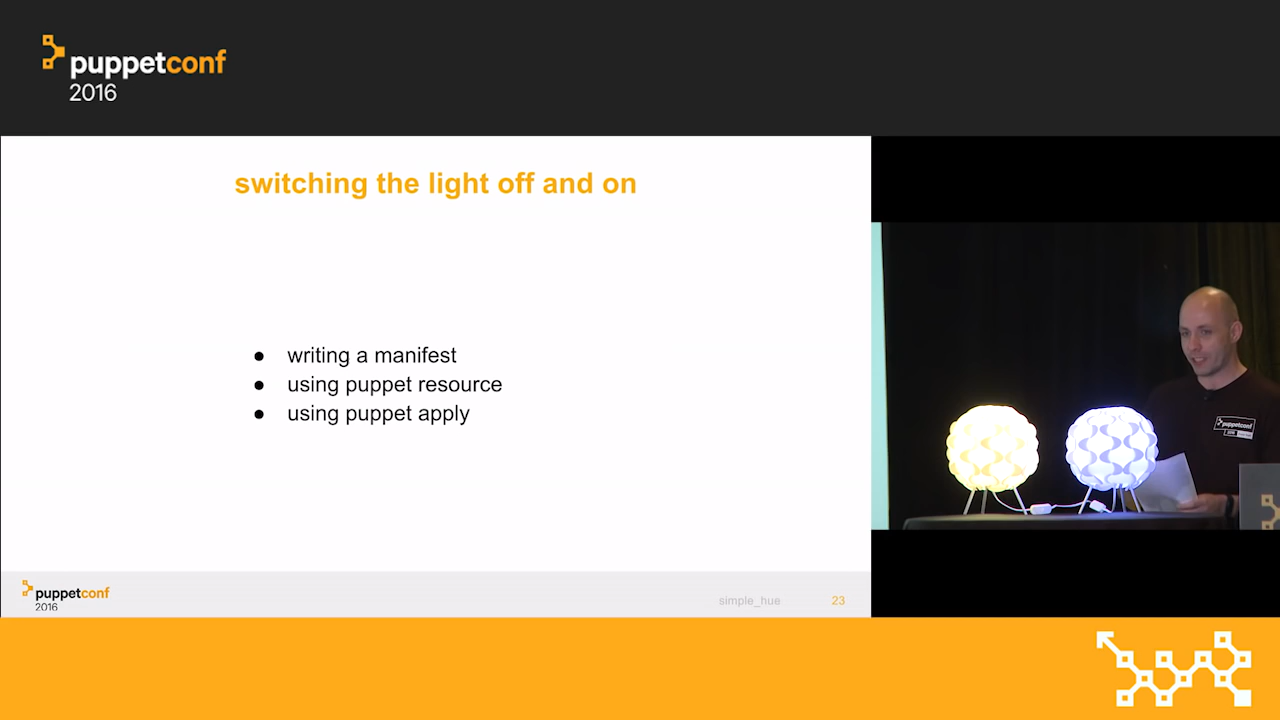 puppetconf
2016
switching the light off and on
● writing a manifest
● using puppet resource
● using puppet apply
puppetconf
2016
simple_hue
23
puppetconf